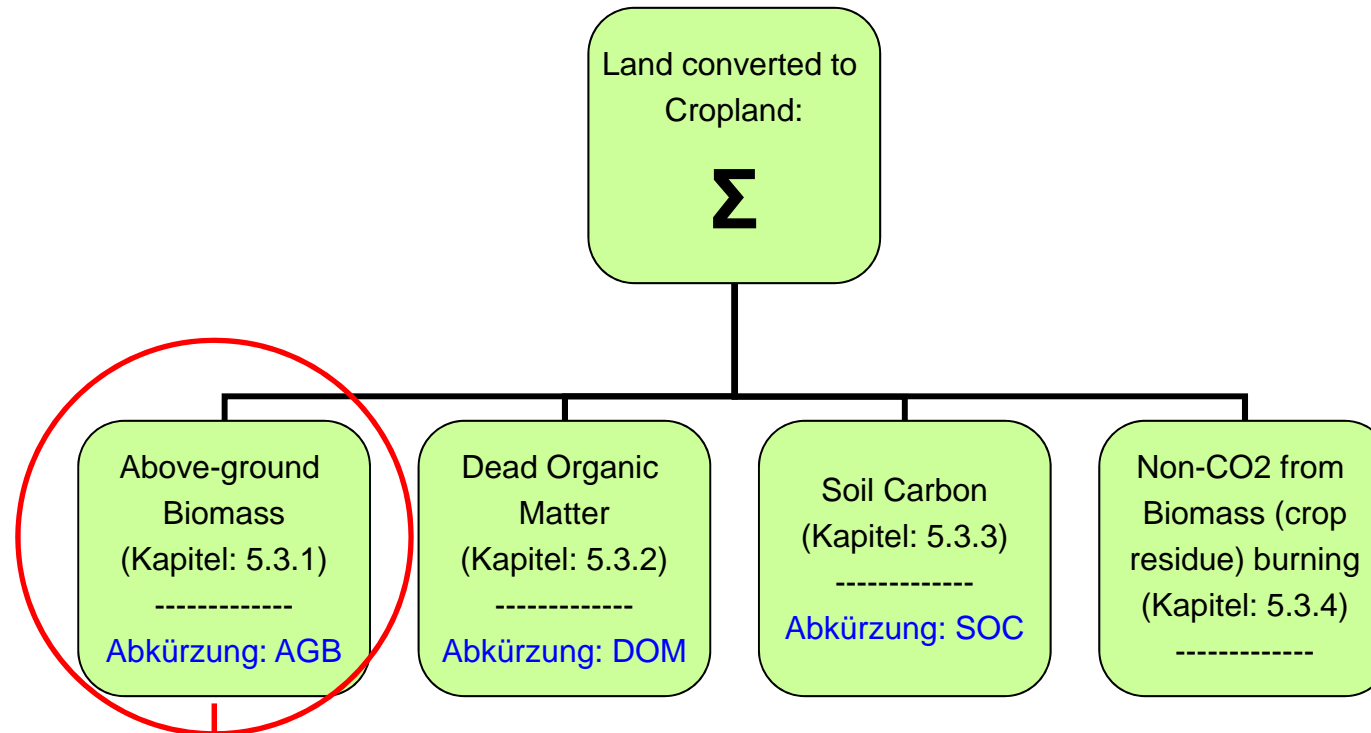 Land converted to
Cropland:
Σ
Above-ground
Biomass
(Kapitel: 5.3.1)
-------------
Abkürzung: AGB
Dead Organic
Matter
(Kapitel: 5.3.2)
-------------
Abkürzung: DOM
Soil Carbon
(Kapitel: 5.3.3)
-------------
Abkürzung: SOC
Non-CO2 from
Biomass (crop
residue) burning
(Kapitel: 5.3.4)
-------------